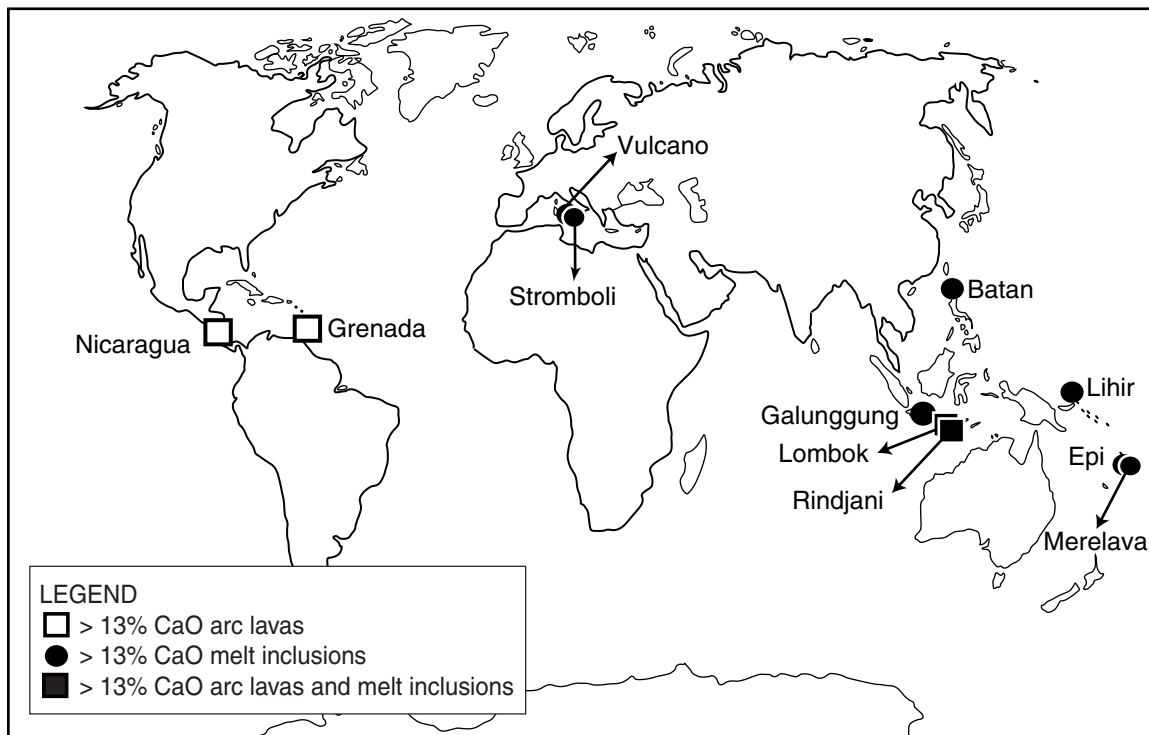 Vulcano
Stromboli
Batan
Nicaragua
Grenada
Lihir
Galunggung
Lombok
Epi
Rindjani
Merelava
LEGEND
> 13% CaO arc lavas
> 13% CaO melt inclusions
> 13% CaO arc lavas and melt inclusions